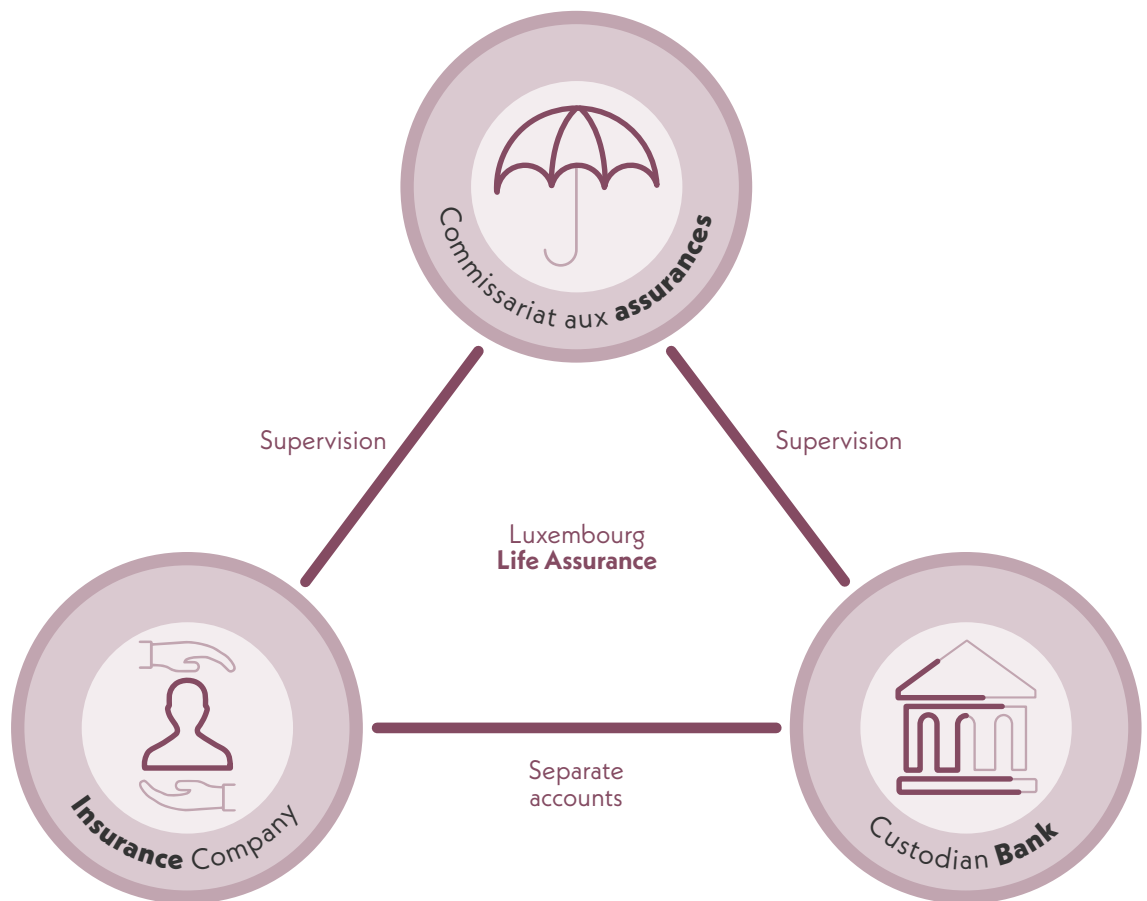 Commissariat aux assurances
Supervision
Supervision
Luxembourg
Life Assurance
Separate
accounts
Insurance Company
Custodian Bank